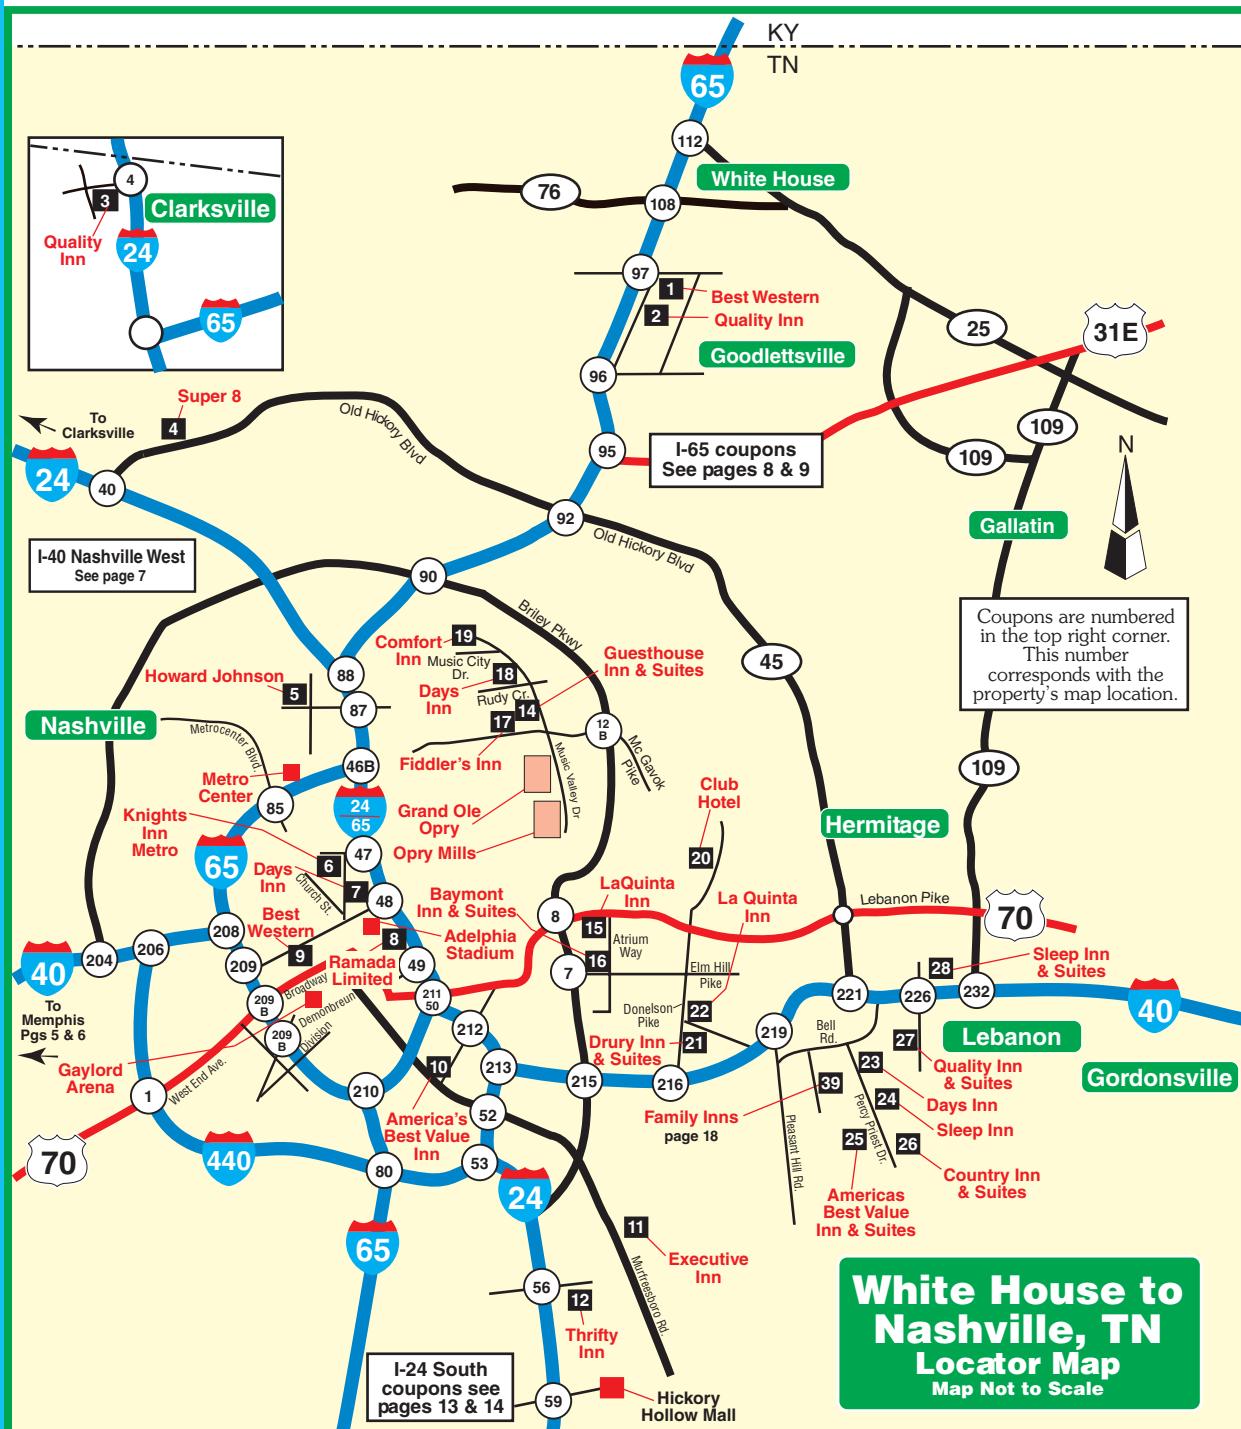 KY
TN
65
112
White House
76
108
4
3
Clarksville
Quality
Inn
24
65
97
1
Best Western
2
Quality Inn
25
31E
Goodlettsville
96
Super 8
4
To
Clarksville
Old Hickory Blvd
109
109
N
95
I-65 coupons
See pages 8 & 9
24
40
92
Old Hickory Blvd
Gallatin
I-40 Nashville West
See page 7
90
Briley Pkwy
Coupons are numbered
in the top right corner.
This number
corresponds with the
property's map location.
Comfort
Inn
19
Music City
Dr.
Guesthouse
Inn & Suites
45
88
Howard Johnson
5
Days
Inn
18
Rudy Cr.
14
17
87
Nashville
Metrocenter Blvd.
12
B
Mc Gavok
Pike
Fiddler's Inn
Music Valley Dr
46B
109
Metro
Center
85
24
65
Grand Ole
Opry
Club
Hotel
Knights
Inn
Metro
Opry Mills
Hermitage
65
47
6
20
Days
Inn
7
Church St.
48
Baymont
Inn & Suites
LaQuinta
Inn
La Quinta
Inn
Lebanon Pike
70
8
15
Best
Western
208
9
8
Adelphia
Stadium
Atrium
Way
206
204
40
209
Ramada
Limited
49
16
7
Elm Hill
Pike
28
Sleep Inn
& Suites
Broadway
209
B
211
50
221
226
232
40
To
Memphis
Pgs 5 & 6
Demonbreun
Division
209
B
212
Donelson
Pike
22
219
Bell
Rd.
Drury Inn
& Suites
21
27
Lebanon
Gaylord
Arena
West End Ave.
10
213
215
216
23
Quality Inn
& Suites
Gordonsville
1
210
39
24
Days Inn
America's
Best Value
Inn
52
Family Inns
page 18
Percy Priest Dr.
Sleep Inn
70
440
80
53
25
26
Pleasant Hill Rd.
Country Inn
& Suites
24
Americas
Best Value
Inn & Suites
65
11
Executive
Inn
Murfreesboro Rd.
56
12
Thrifty
Inn
White House to
Nashville, TN
Locator Map
Map Not to Scale
I-24 South
coupons see
pages 13 & 14
59
Hickory
Hollow Mall